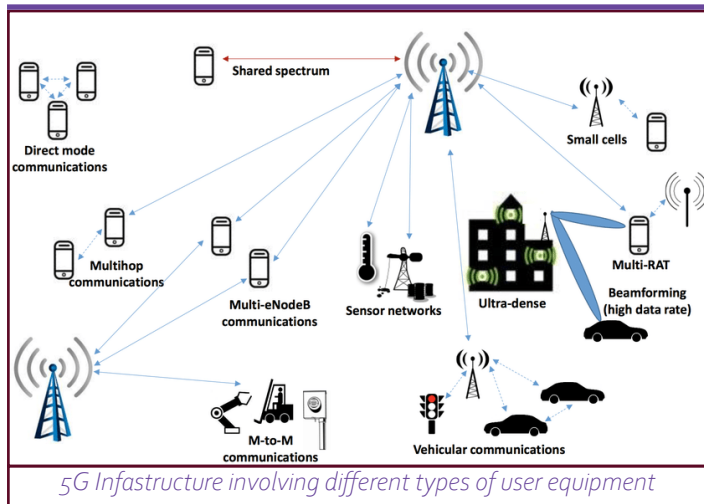 Shared spectrum
Direct mode
communications
Small cells
Multihop
communications
Multi-eNodeB
communications
Sensor networks
Ultra-dense
Multi-RAT
Beamforming
(high data rate)
M-to-M
communications
Vehicular communications
5G Infastructure involving different types of user equipment